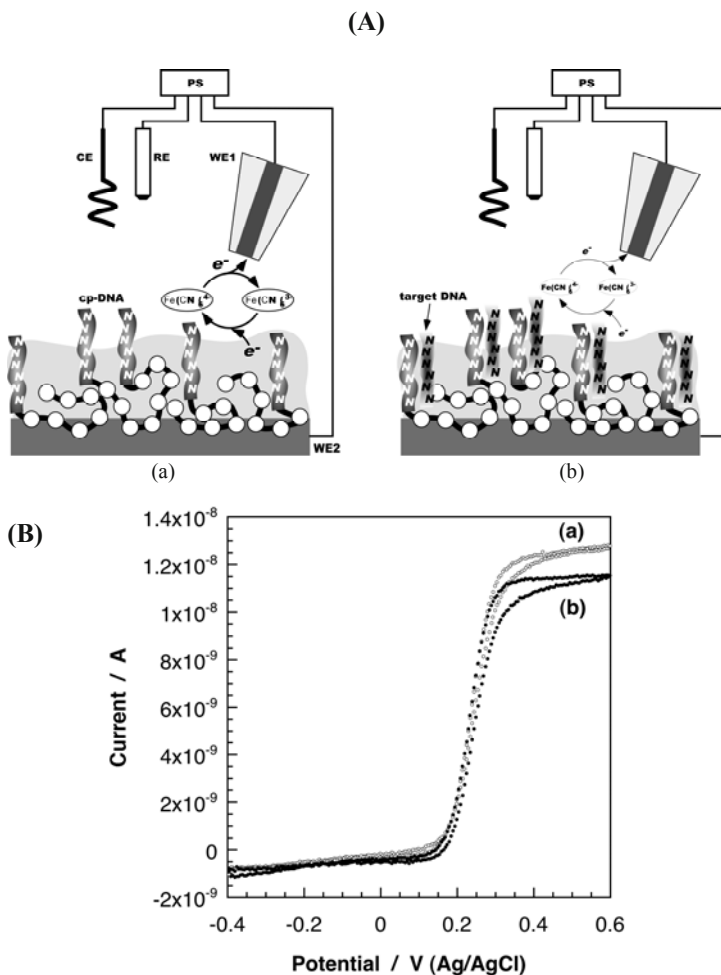 (A)
PS
PS
CE
RE
WE1
e⁻
e⁻
cp-DNA
Fe(CN)₆⁴⁻
Fe(CN)₆³⁻
Fe(CN)₆⁴⁻
Fe(CN)₆³⁻
target DNA
e⁻
e⁻
N N N N N
N N N N N
N N N N N
N N N N N
N N N N N
WE2
(a)
(b)
(B)
1.4x10⁻⁸
1.2x10⁻⁸
1x10⁻⁸
8x10⁻⁹
6x10⁻⁹
4x10⁻⁹
2x10⁻⁹
0
-2x10⁻⁹
Current / A
(a)
(b)
-0.4
-0.2
0
0.2
0.4
0.6
Potential / V (Ag/AgCl)